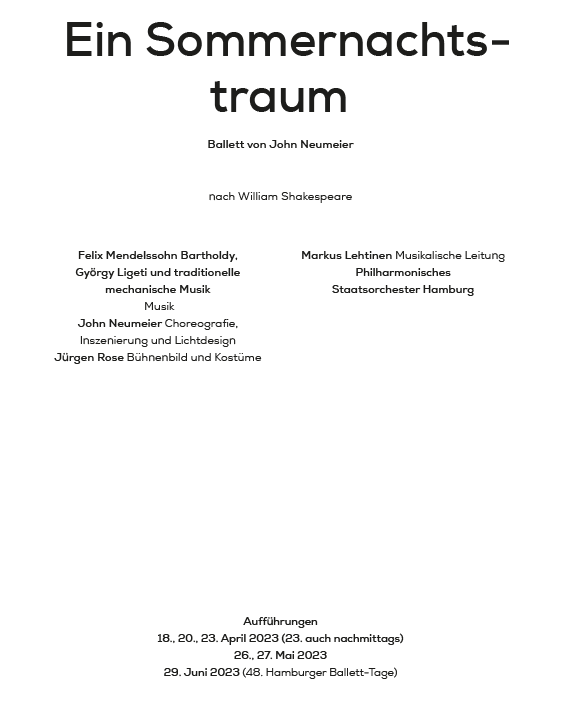 Ein Sommernachts-
traum
Ballett von John Neumeier
nach William Shakespeare
Felix Mendelssohn Bartholdy,
György Ligeti und traditionelle
mechanische Musik
Musik
John Neumeier Choreografie,
Inszenierung und Lichtdesign
Jürgen Rose Bühnenbild und Kostüme
Markus Lehtinen Musikalische Leitung
Philharmonisches
Staatsorchester Hamburg
Aufführungen
18., 20., 23. April 2023 (23. auch nachmittags)
26., 27. Mai 2023
29. Juni 2023 (48. Hamburger Ballett-Tage)